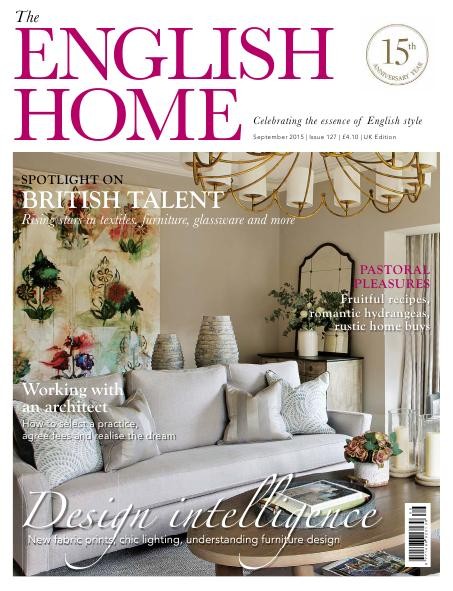 The
ENGLISH
HOME
15th
ANNIVERSARY YEAR
Celebrating the essence of English style
September 2015 | Issue 127 | £4.10 | UK Edition
SPOTLIGHT ON
BRITISH TALENT
Rising stars in textiles, furniture, glassware and more
PASTORAL
PLEASURES
Fruitful recipes,
romantic hydrangeas,
rustic home buys
Working with
an architect
How to select a practice,
agree fees and realise the dream
Design intelligence
New fabric prints, chic lighting, understanding furniture design